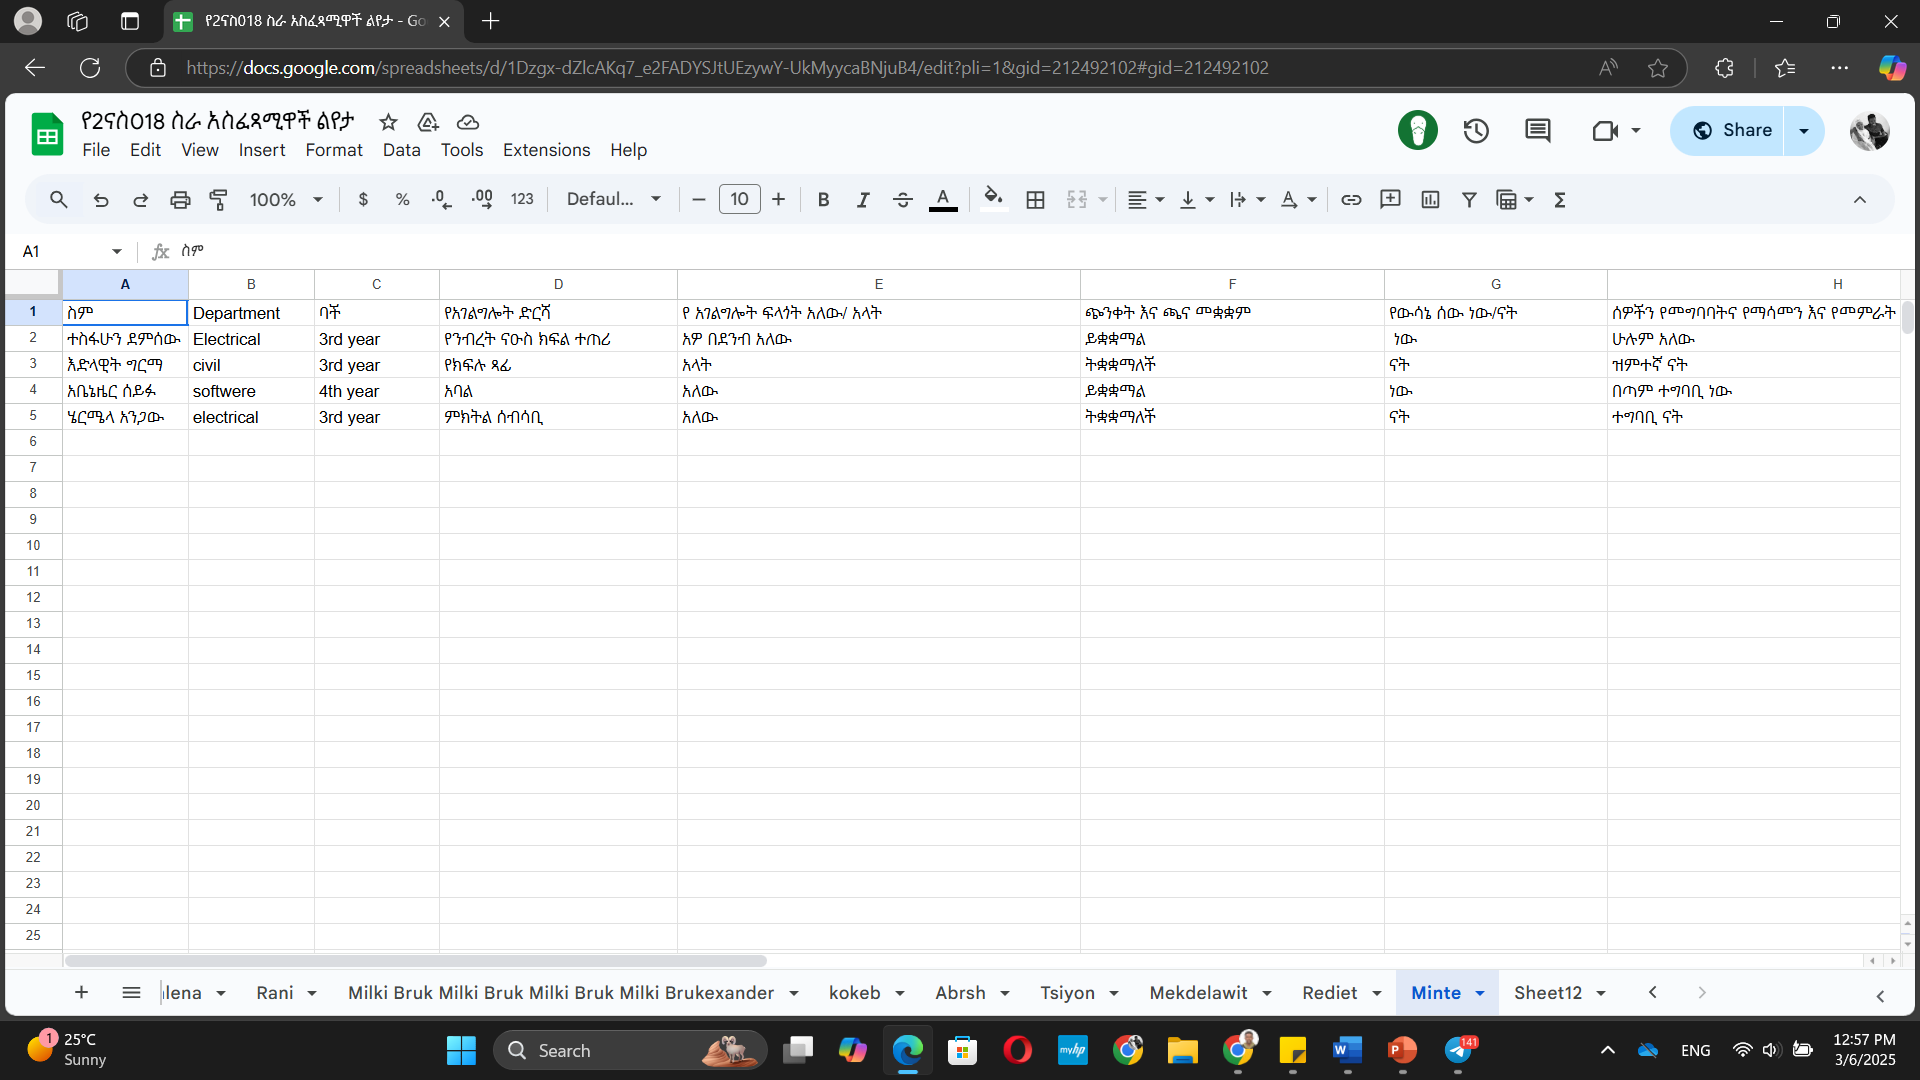 የ2ናስ018 ስራ አስፈጻሚዎች ልየታ - Go
https://docs.google.com/spreadsheets/d/1Dzgx-dZlcAKq7_e2FADYSJtUEzywY-UkMyycaBNjuB4/edit?pli=1&gid=212492102#gid=212492102
የ2ናስ018 ስራ አስፈጻሚዎች ልየታ
File Edit View Insert Format Data Tools Extensions Help
Share
100% $ % .0 .00 123 Defaul... 10 B I A
A1 fx ስም
A B C D E F G H
1 ስም Department ባች የአገልግሎት ድርሻ የ አገልግሎት ፍላጎት አለው/ አላት ጭንቀት እና ጫና መቋቋም የውሳኔ ሰው ነው/ናት ሰዎችን የመግባባትና የማሳመን እና የመምራት
2 ተስፋሁን ደምሰው Electrical 3rd year የንብረት ናዑስ ክፍል ተጠሪ አዎ በደንብ አለው ይቋቋማል ነው ሁሉም አለው
3 እድላዊት ግርማ civil 3rd year የክፍሉ ጻፊ አላት ትቋቋማለች ናት ዝምተኛ ናት
4 አቤኔዜር ሰይፉ softwere 4th year አባል አለው ይቋቋማል ነው በጣም ተግባቢ ነው
5 ሄርሜላ አንጋው electrical 3rd year ምክትል ሰብሳቢ አለው ትቋቋማለች ናት ተግባቢ ናት
6
7
8
9
10
11
12
13
14
15
16
17
18
19
20
21
22
23
24
25
lena Rani Milki Bruk Milki Bruk Milki Bruk Milki Brukexander kokeb Abrsh Tsiyon Mekdelawit Rediet Minte Sheet12
1 25°C
Sunny
Search
myhp
141
ENG
12:57 PM
3/6/2025